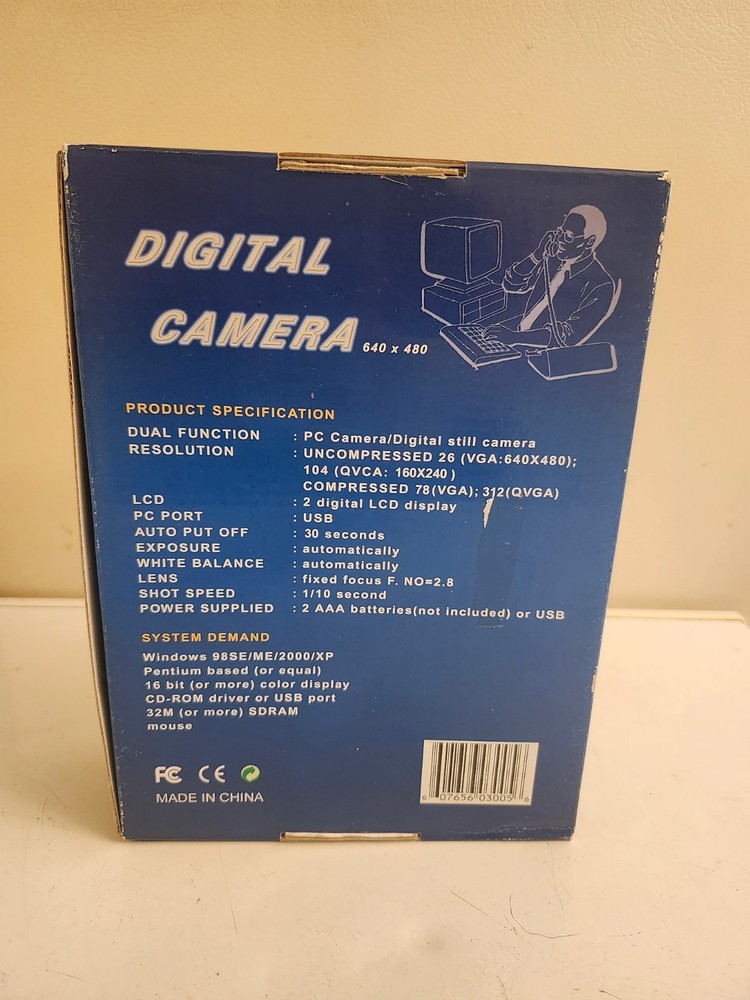 DIGITAL
CAMERA 640 x 480
PRODUCT SPECIFICATION
DUAL FUNCTION : PC Camera/Digital still camera
RESOLUTION : UNCOMPRESSED 26 (VGA:640X480);
104 (QVCA: 160X240 )
COMPRESSED 78(VGA); 312(QVGA)
LCD : 2 digital LCD display
PC PORT : USB
AUTO PUT OFF : 30 seconds
EXPOSURE : automatically
WHITE BALANCE : automatically
LENS : fixed focus F. NO=2.8
SHOT SPEED : 1/10 second
POWER SUPPLIED : 2 AAA batteries(not included) or USB
SYSTEM DEMAND
Windows 98SE/ME/2000/XP
Pentium based (or equal)
16 bit (or more) color display
CD-ROM driver or USB port
32M (or more) SDRAM
mouse
FC CE
MADE IN CHINA
6 07656 03005 6